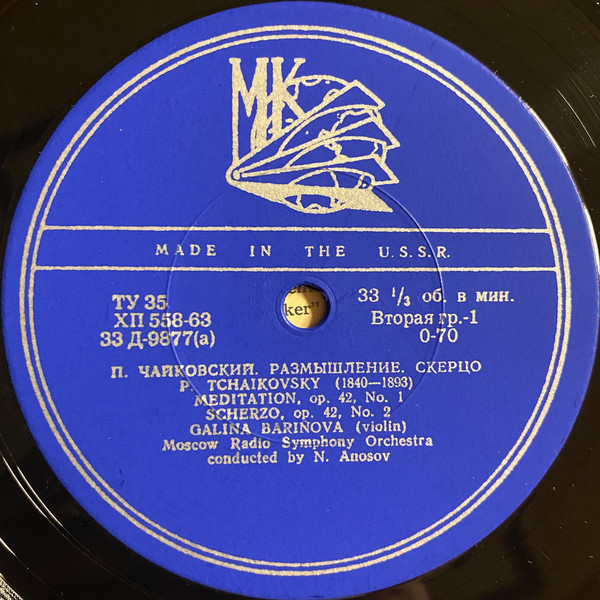 МК
MADE IN THE U.S.S.R.
ТУ 35
ХП 558-63
33 Д-9877(а)
33 1/3 об. в мин.
Вторая гр.-1
0-70
ker"
П. ЧАЙКОВСКИЙ. РАЗМЫШЛЕНИЕ. СКЕРЦО
P. TCHAIKOVSKY (1840—1893)
MEDITATION, op. 42, No. 1
SCHERZO, op. 42, No. 2
GALINA BARINOVA (violin)
Moscow Radio Symphony Orchestra
conducted by N. Anosov